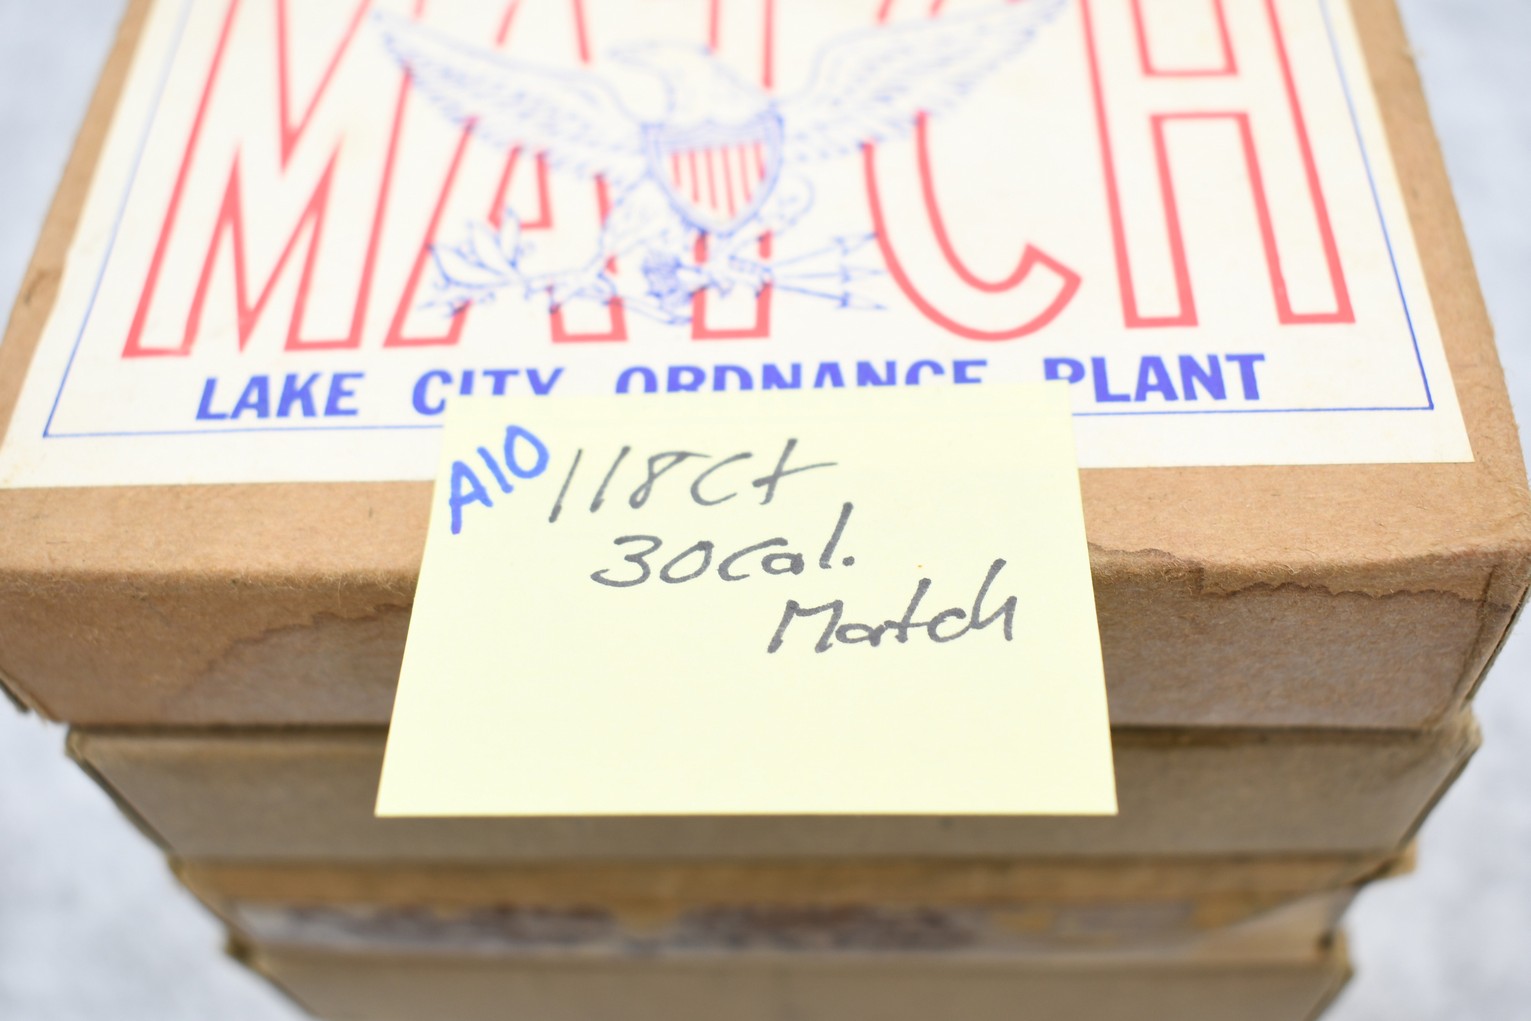 MATCH
LAKE CITY ORDNANCE PLANT
A10 118Ct
30cal.
Match